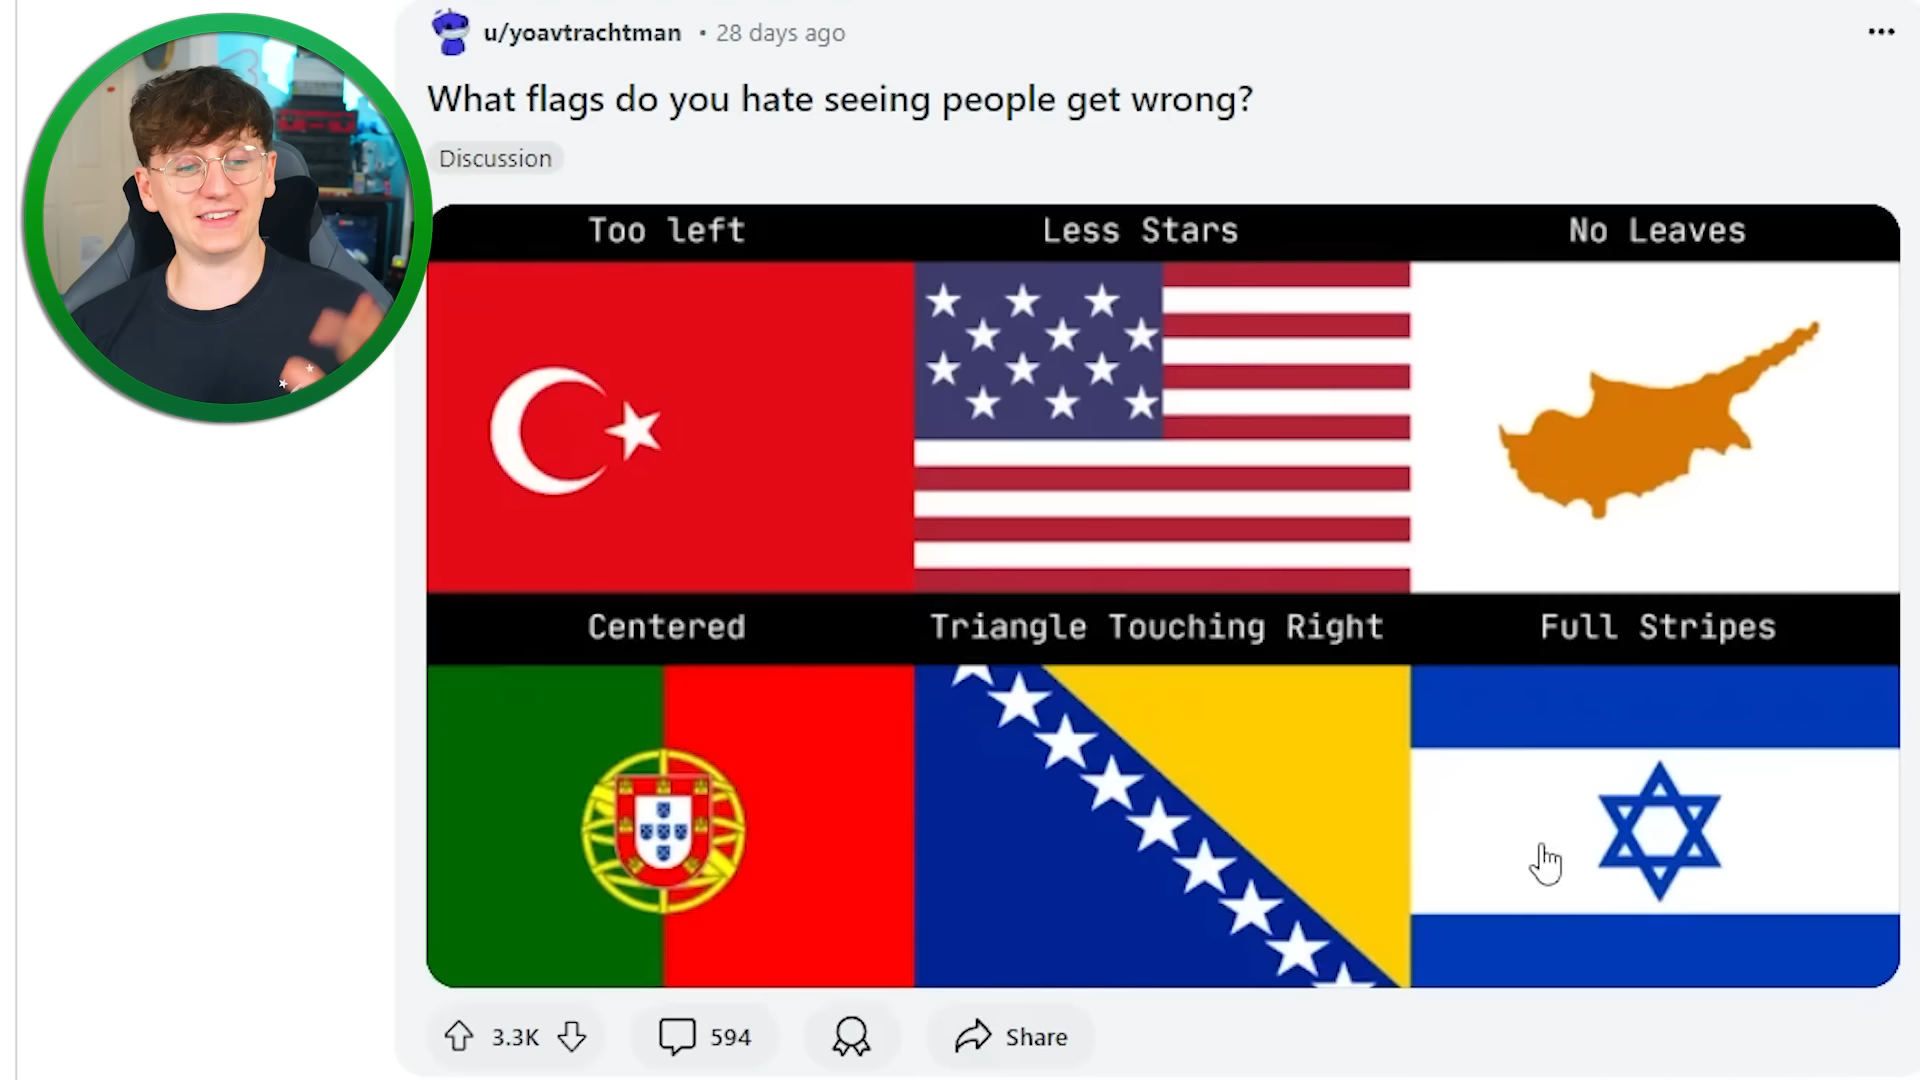 u/yoavtrachtman • 28 days ago
What flags do you hate seeing people get wrong?
Discussion
Too left
Less Stars
No Leaves
Centered
Triangle Touching Right
Full Stripes
3.3K
594
Share